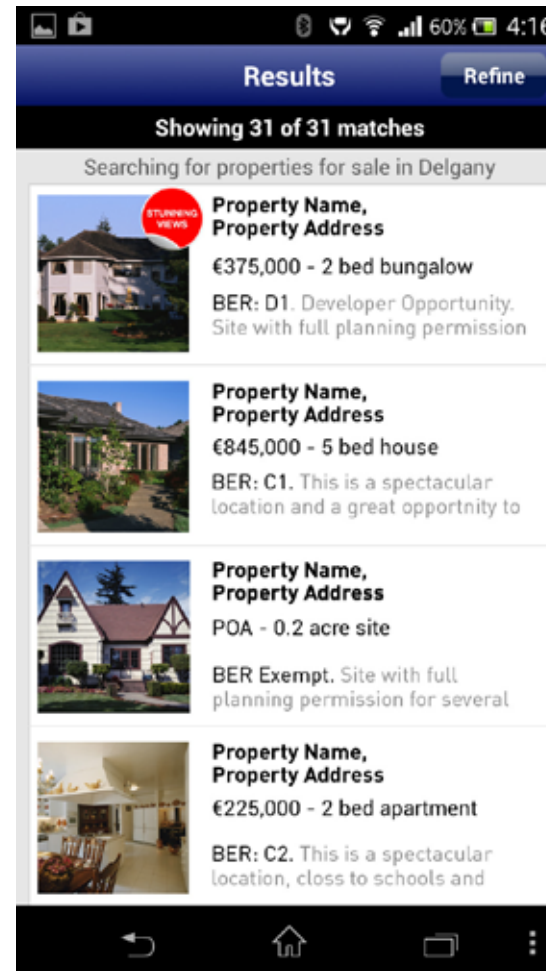 60% 4:16
Results
Refine
Showing 31 of 31 matches
Searching for properties for sale in Delgany
STUNNING
VIEWS
Property Name,
Property Address
€375,000 - 2 bed bungalow
BER: D1. Developer Opportunity.
Site with full planning permission
Property Name,
Property Address
€845,000 - 5 bed house
BER: C1. This is a spectacular
location and a great opportnity to
Property Name,
Property Address
POA - 0.2 acre site
BER Exempt. Site with full
planning permission for several
Property Name,
Property Address
€225,000 - 2 bed apartment
BER: C2. This is a spectacular
location, closs to schools and